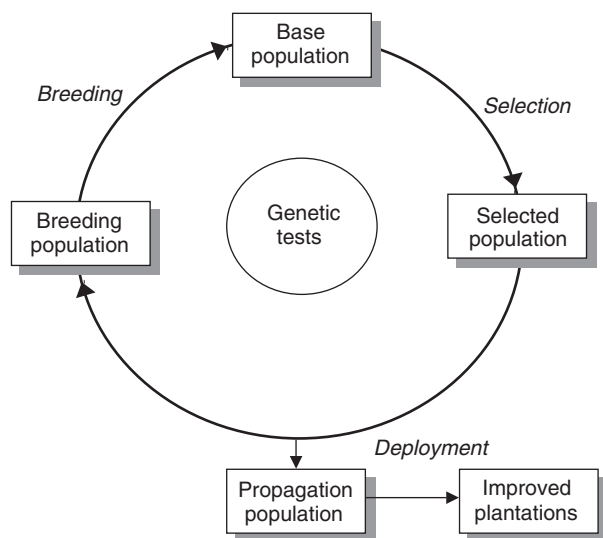 Base
population
Breeding
Selection
Breeding
population
Genetic
tests
Selected
population
Deployment
Propagation
population
Improved
plantations